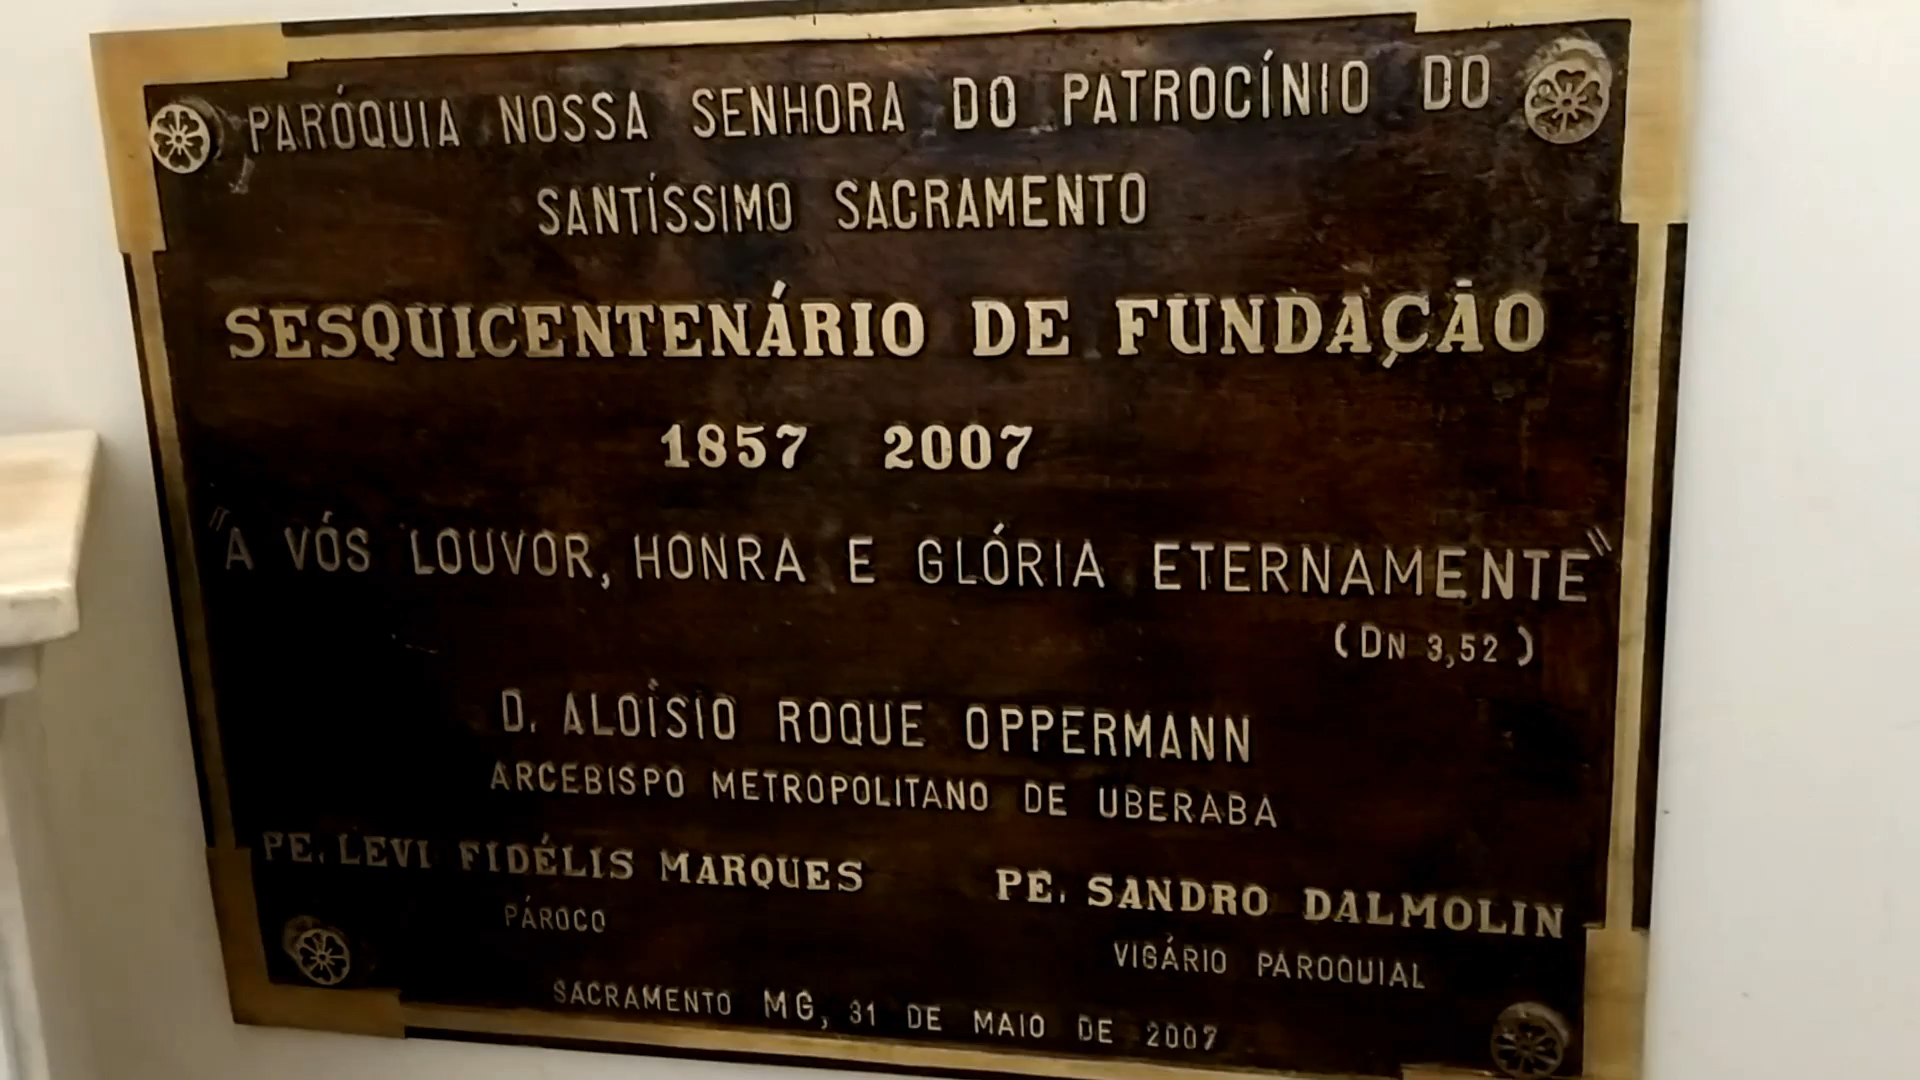 PARÓQUIA NOSSA SENHORA DO PATROCÍNIO DO
SANTÍSSIMO SACRAMENTO
SESQUICENTENÁRIO DE FUNDAÇÃO
1857 2007
"A VÓS LOUVOR, HONRA E GLÓRIA ETERNAMENTE"
(DN 3,52)
D. ALOÍSIO ROQUE OPPERMANN
ARCEBISPO METROPOLITANO DE UBERABA
PE. LEVI FIDÉLIS MARQUES
PÁROCO
PE. SANDRO DALMOLIN
VIGÁRIO PAROQUIAL
SACRAMENTO MG, 31 DE MAIO DE 2007